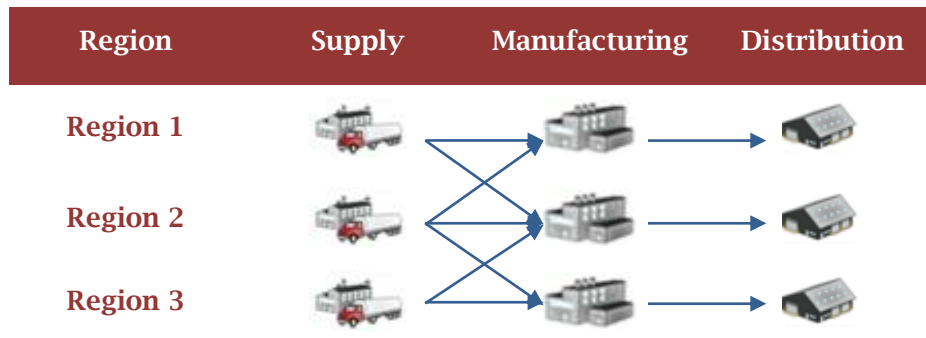 Region Supply Manufacturing Distribution
Region 1
Region 2
Region 3